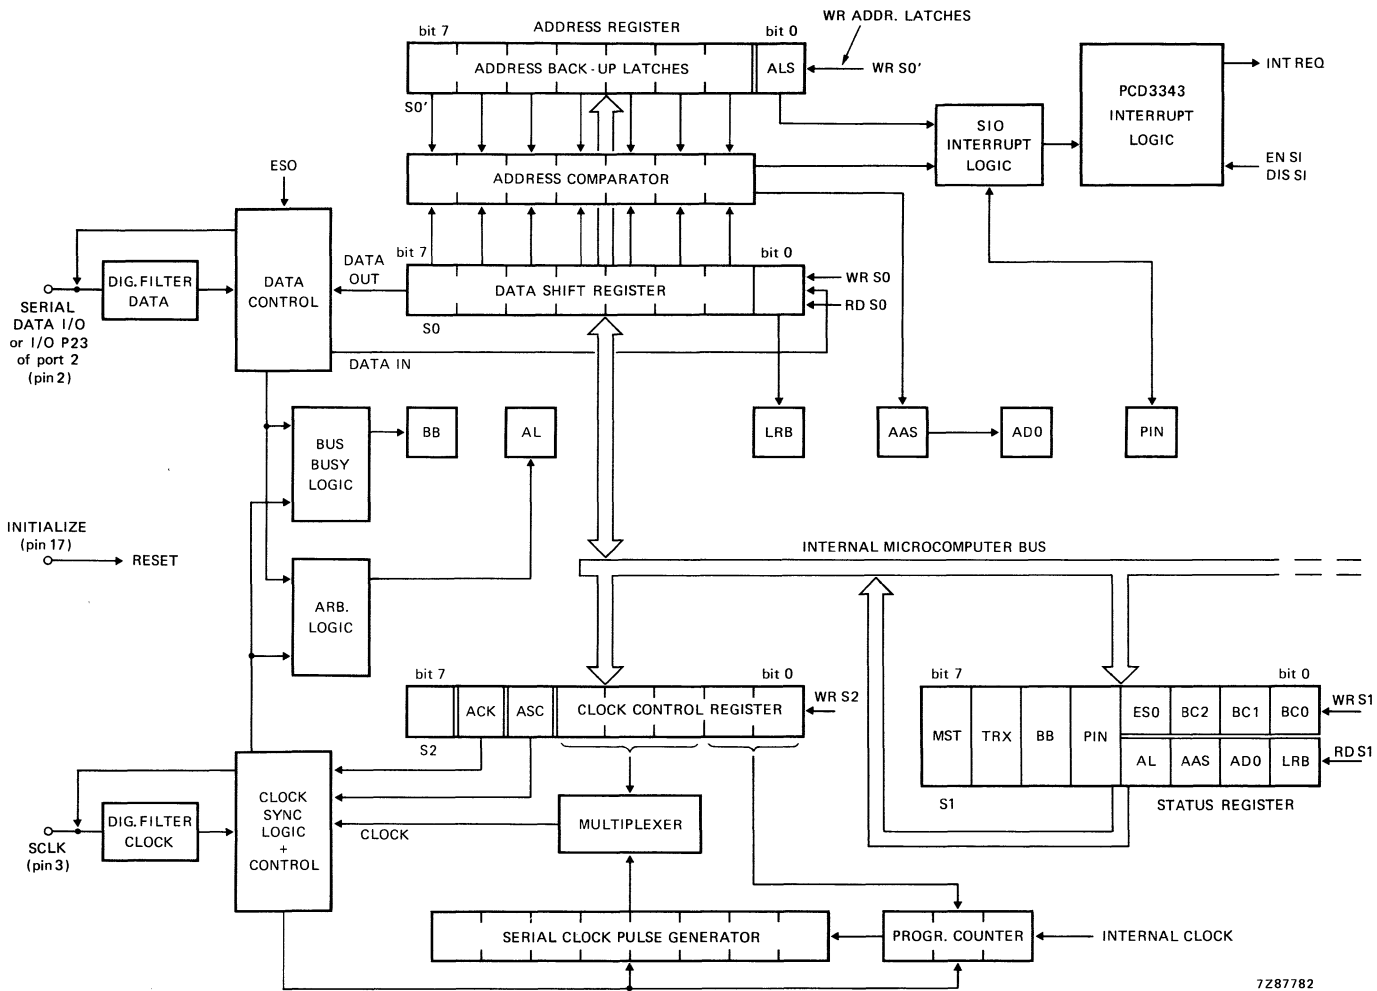 WR ADDR. LATCHES
bit 7
ADDRESS REGISTER
bit 0
ADDRESS BACK-UP LATCHES
ALS
WR S0'
S0'
PCD3343
INTERRUPT
LOGIC
INT REQ
EN SI
DIS SI
SIO
INTERRUPT
LOGIC
ADDRESS COMPARATOR
ESO
bit 7
bit 0
DATA
OUT
DATA SHIFT REGISTER
WR S0
RD S0
S0
DATA IN
DIG. FILTER
DATA
DATA
CONTROL
SERIAL
DATA I/O
or I/O P23
of port 2
(pin 2)
BUS
BUSY
LOGIC
BB
AL
LRB
AAS
AD0
PIN
INITIALIZE
(pin 17)
RESET
INTERNAL MICROCOMPUTER BUS
ARB.
LOGIC
bit 7
bit 0
ACK
ASC
CLOCK CONTROL REGISTER
WR S2
S2
bit 7
bit 0
MST
TRX
BB
PIN
ES0
BC2
BC1
BC0
WR S1
AL
AAS
AD0
LRB
RD S1
S1
STATUS REGISTER
CLOCK
SYNC
LOGIC
+
CONTROL
CLOCK
MULTIPLEXER
DIG. FILTER
CLOCK
SCLK
(pin 3)
SERIAL CLOCK PULSE GENERATOR
PROGR. COUNTER
INTERNAL CLOCK
7Z87782